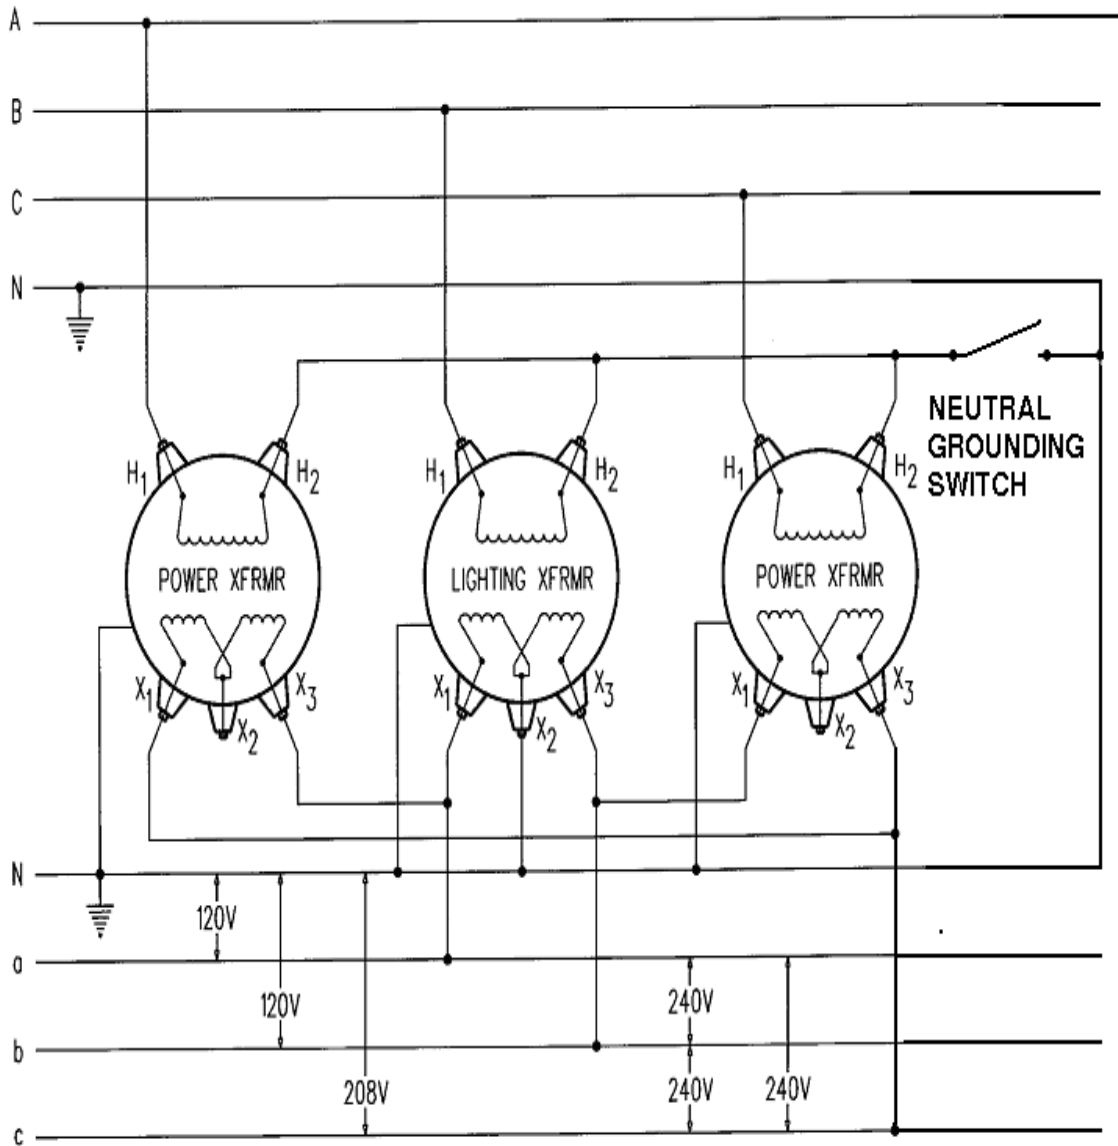 A
B
C
N
NEUTRAL
GROUNDING
SWITCH
H1
H2
H1
H2
H1
H2
POWER XFRMR
LIGHTING XFRMR
POWER XFRMR
X1
X3
X1
X3
X1
X3
X2
X2
X2
N
120V
a
120V
240V
b
208V
240V
240V
c